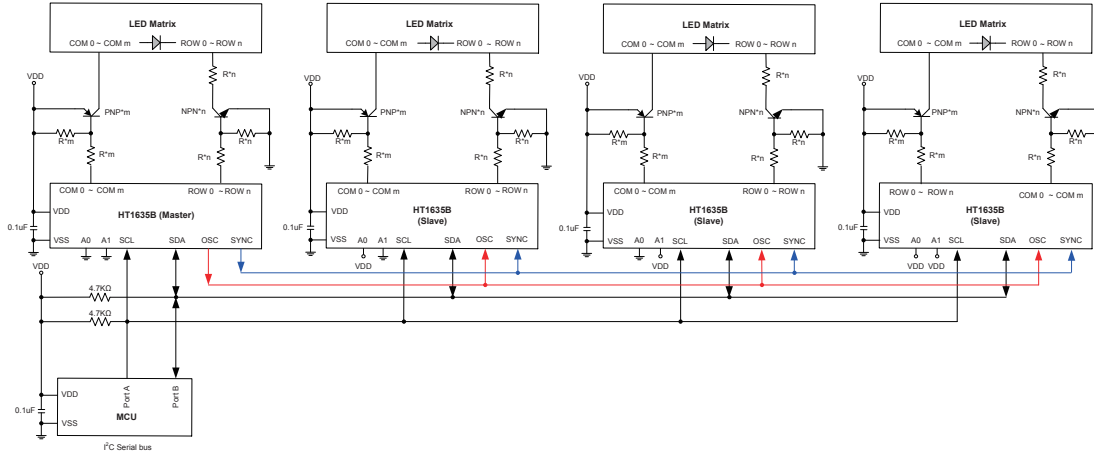 LED Matrix
COM 0 ~ COM m ROW 0 ~ ROW n
LED Matrix
COM 0 ~ COM m ROW 0 ~ ROW n
LED Matrix
COM 0 ~ COM m ROW 0 ~ ROW n
LED Matrix
COM 0 ~ COM m ROW 0 ~ ROW n
VDD
R*n
PNP*m
NPN*n
R*m
R*n
R*m
R*n
VDD
R*n
PNP*m
NPN*n
R*m
R*n
R*m
R*n
VDD
R*n
PNP*m
NPN*n
R*m
R*n
R*m
R*n
VDD
R*n
PNP*m
NPN*n
R*m
R*n
R*m
R*n
COM 0 ~ COM m ROW 0 ~ ROW n
VDD
HT1635B (Master)
0.1uF
VSS A0 A1 SCL SDA OSC SYNC
COM 0 ~ COM m ROW 0 ~ ROW n
VDD
HT1635B
(Slave)
0.1uF
VSS A0 A1 SCL SDA OSC SYNC
VDD
COM 0 ~ COM m ROW 0 ~ ROW n
VDD
HT1635B
(Slave)
0.1uF
VSS A0 A1 SCL SDA OSC SYNC
VDD
ROW 0 ~ ROW n COM 0 ~ COM m
VDD
HT1635B
(Slave)
0.1uF
VSS A0 A1 SCL SDA OSC SYNC
VDD VDD
VDD
4.7KΩ
4.7KΩ
VDD
Port A
Port B
0.1uF
VSS
MCU
I²C Serial bus